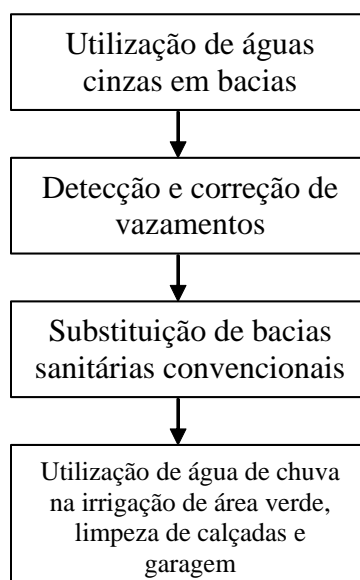 Utilização de águas
cinzas em bacias
Detecção e correção de
vazamentos
Substituição de bacias
sanitárias convencionais
Utilização de água de chuva
na irrigação de área verde,
limpeza de calçadas e
garagem